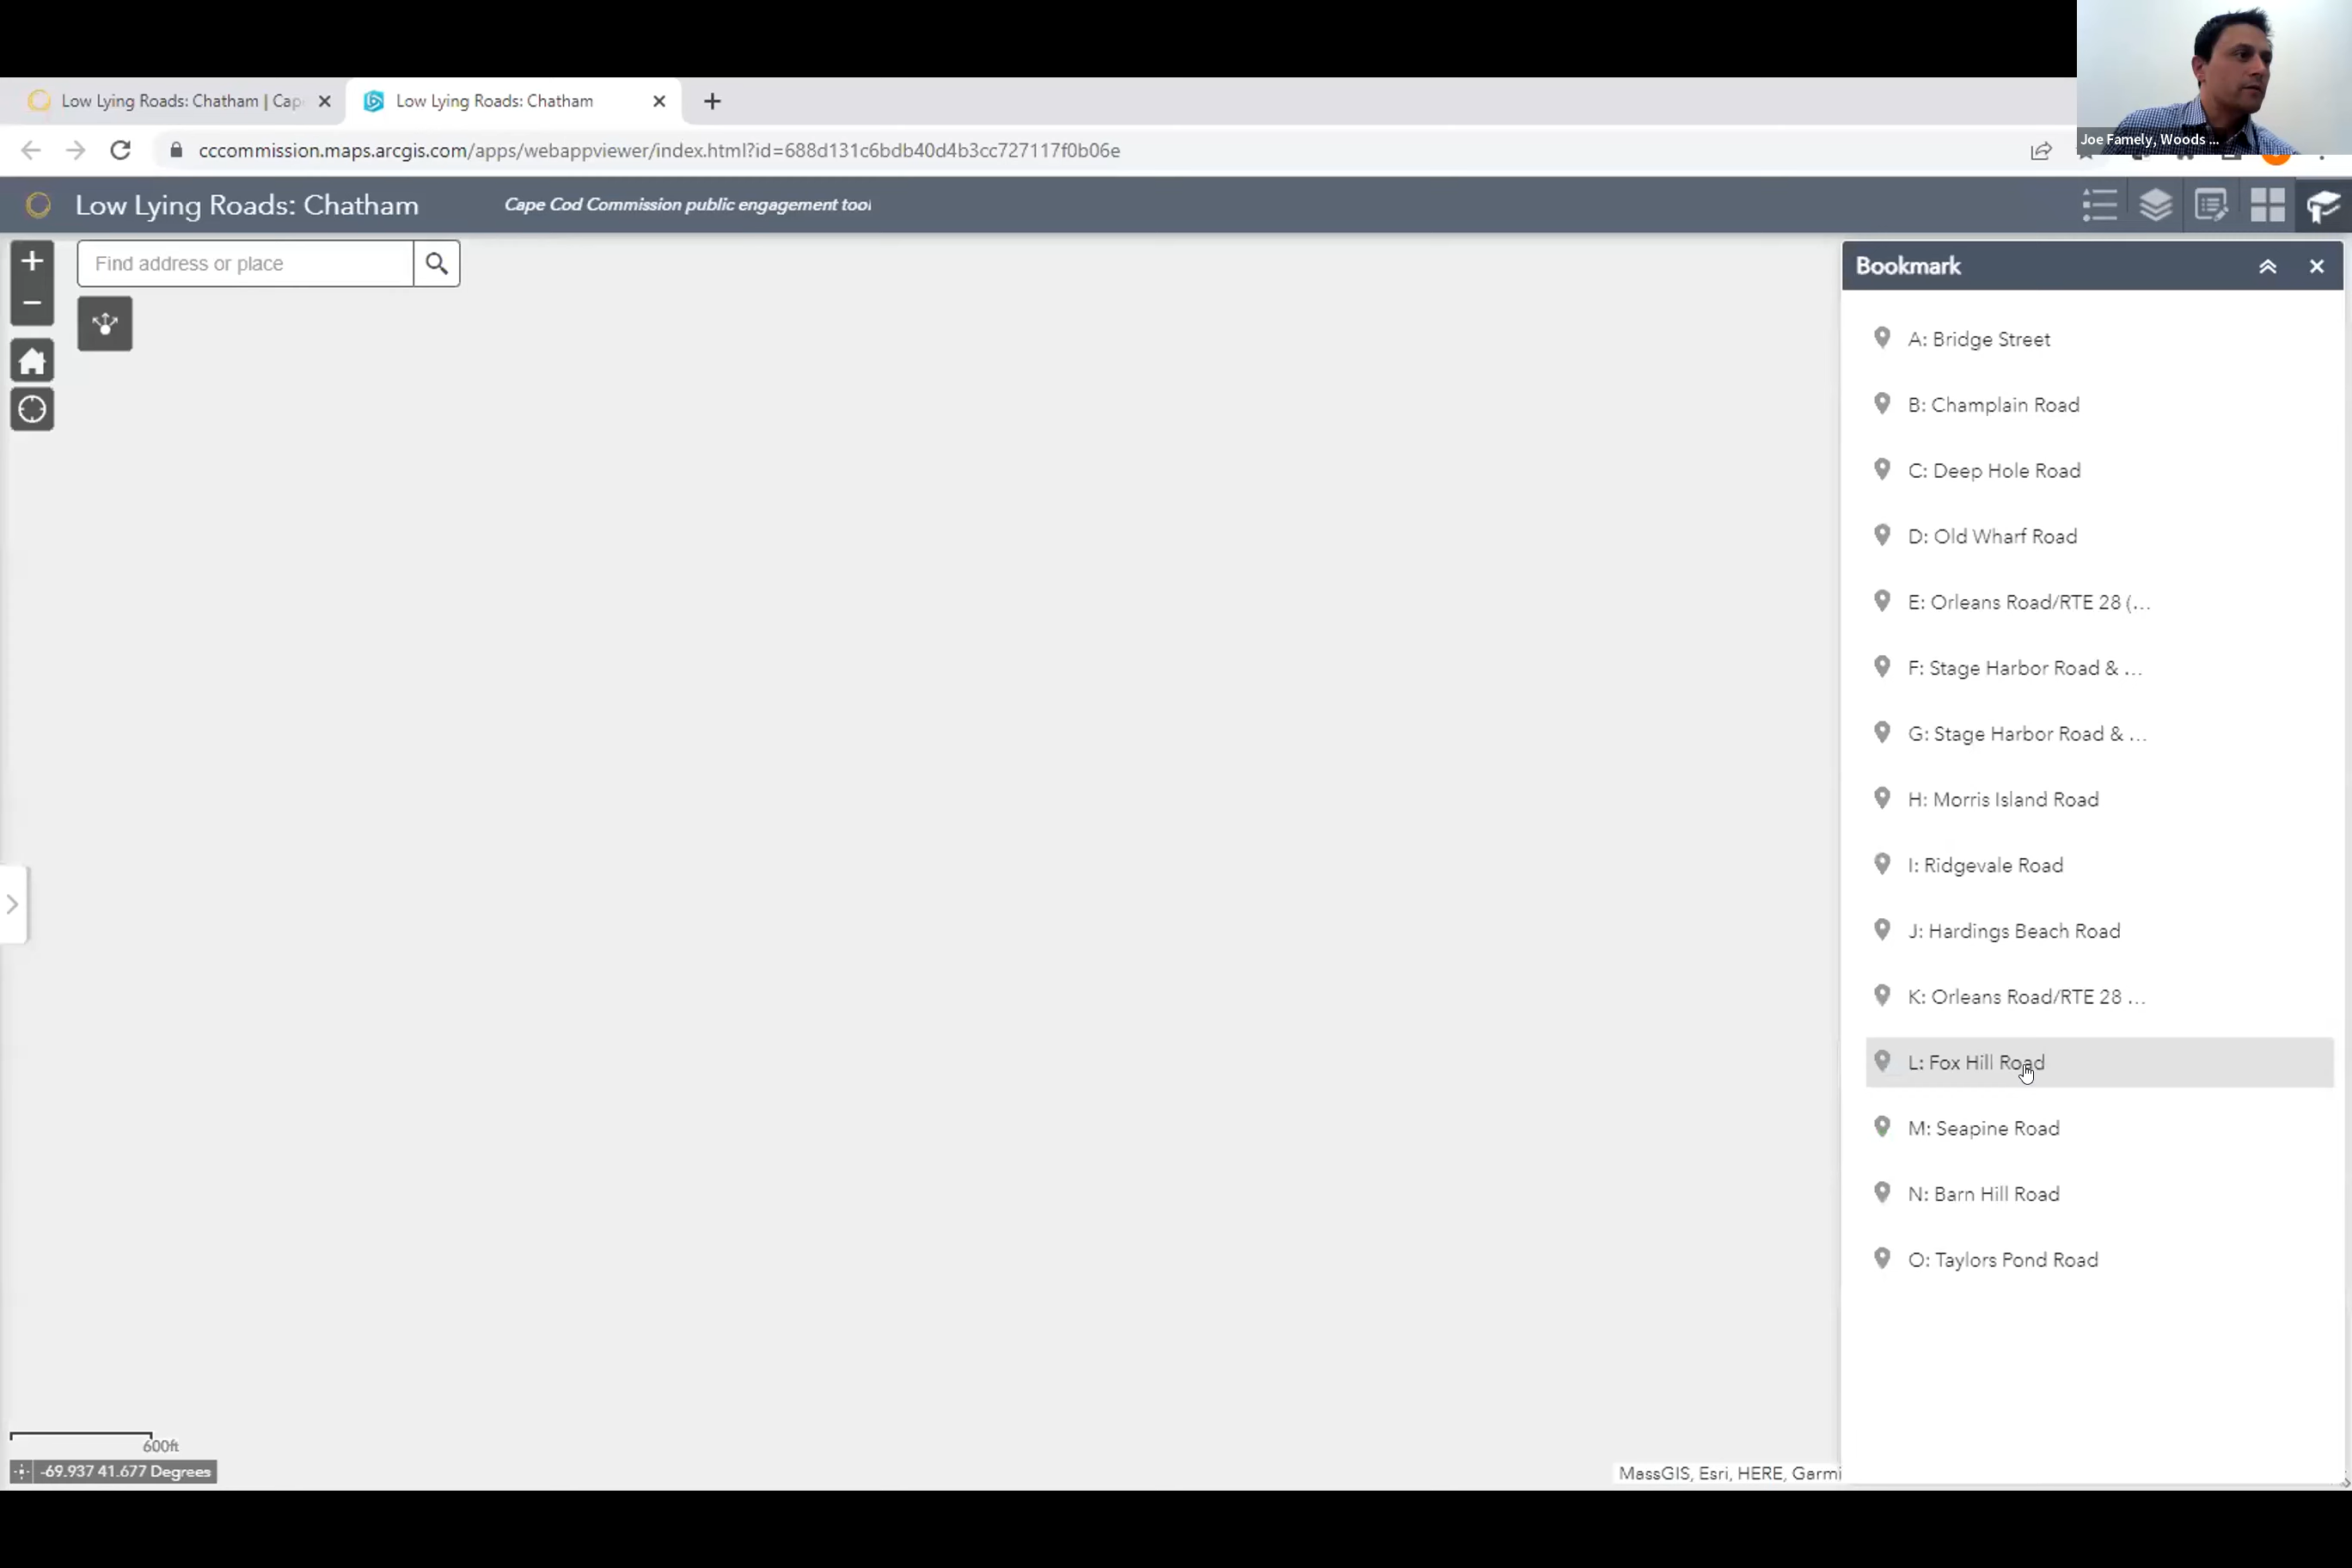 Low Lying Roads: Chatham | Cap
Low Lying Roads: Chatham
Joe Famely, Woods ...
cccommission.maps.arcgis.com/apps/webappviewer/index.html?id=688d131c6bdb40d4b3cc727117f0b06e
Low Lying Roads: Chatham
Cape Cod Commission public engagement tool
Find address or place
Bookmark
A: Bridge Street
B: Champlain Road
C: Deep Hole Road
D: Old Wharf Road
E: Orleans Road/RTE 28 (...
F: Stage Harbor Road & ...
G: Stage Harbor Road & ...
H: Morris Island Road
I: Ridgevale Road
J: Hardings Beach Road
K: Orleans Road/RTE 28 ...
L: Fox Hill Road
M: Seapine Road
N: Barn Hill Road
O: Taylors Pond Road
600ft
-69.937 41.677 Degrees
MassGIS, Esri, HERE, Garmi